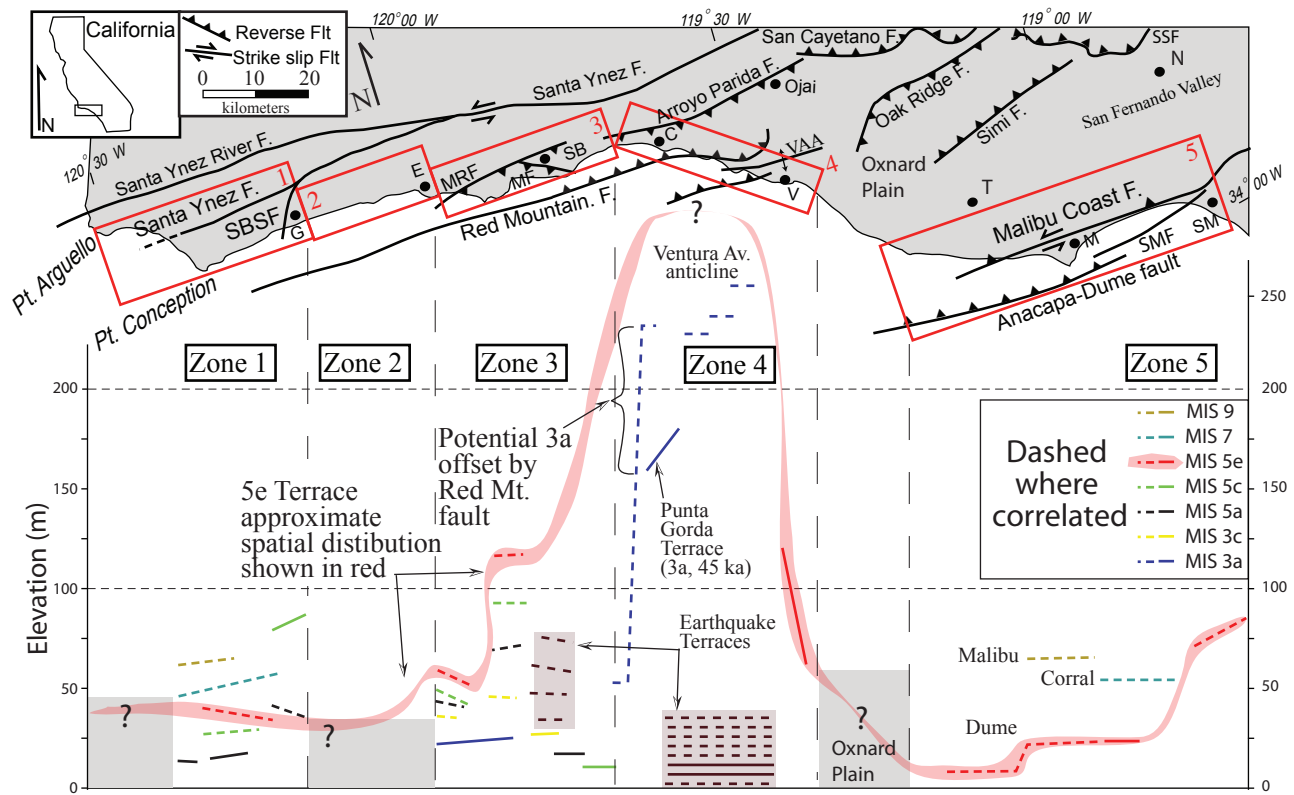 California
N
Reverse Flt
Strike slip Flt
0 10 20
kilometers
N
120°00 W
119°30 W
119°00 W
120°30 W
34°00 W
San Cayetano F.
SSF
N
San Fernando Valley
Santa Ynez F.
Arroyo Parida F.
Ojai
Oak Ridge F.
Simi F.
Santa Ynez River F.
Oxnard
Plain
1
2
3
4
5
Santa Ynez F.
SBSF
G
E
MRF
MF
SB
C
VAA
V
T
Red Mountain. F.
Malibu Coast F.
M
SMF
SM
Anacapa-Dume fault
Pt. Arguello
Pt. Conception
?
Ventura Av.
anticline
Zone 1
Zone 2
Zone 3
Zone 4
Zone 5
Potential 3a
offset by
Red Mt.
fault
5e Terrace
approximate
spatial distibution
shown in red
Punta
Gorda
Terrace
(3a, 45 ka)
Earthquake
Terraces
Dashed
where
correlated
MIS 9
MIS 7
MIS 5e
MIS 5c
MIS 5a
MIS 3c
MIS 3a
Malibu
Corral
Dume
?
?
?
Oxnard
Plain
Elevation (m)
200
150
100
50
0
250
200
150
100
50
0